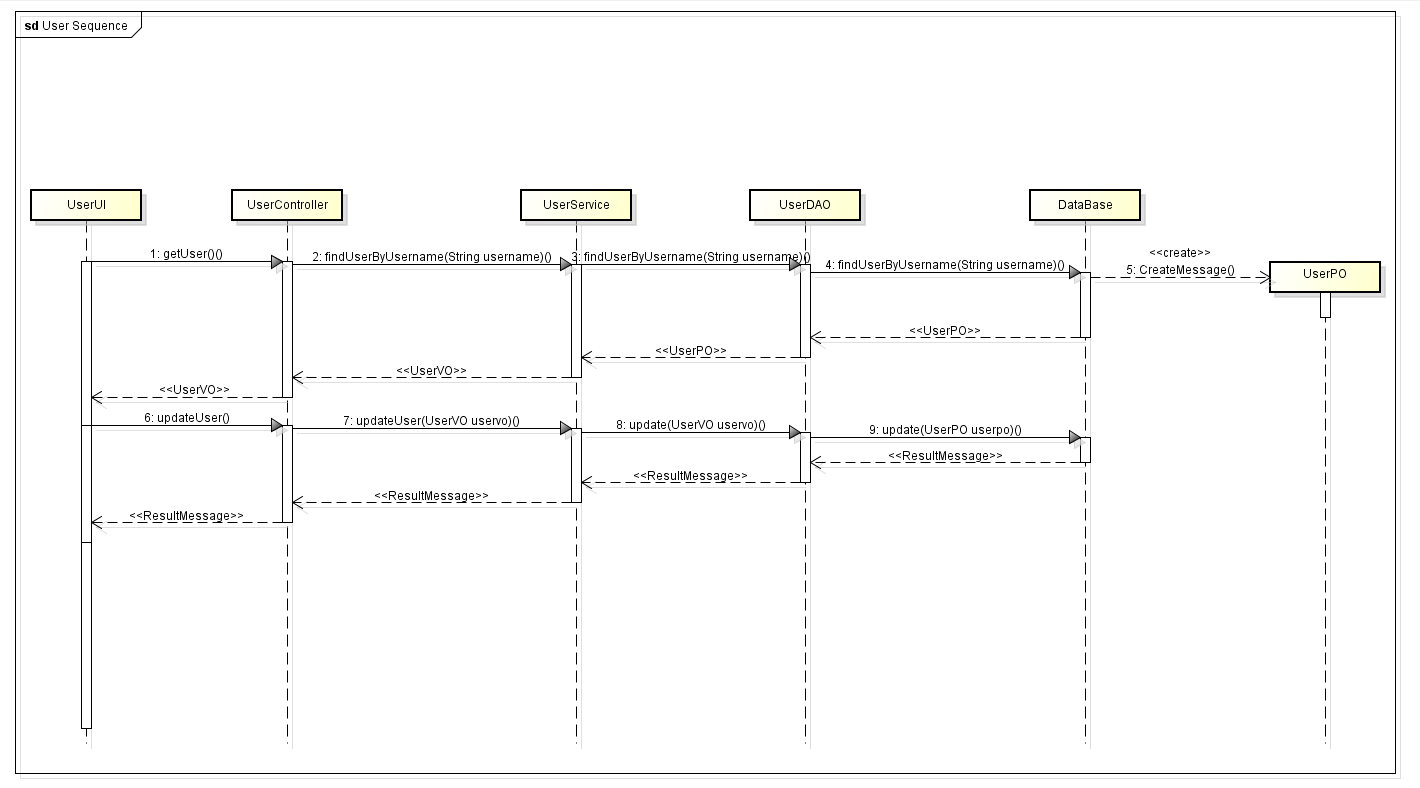 sd User Sequence
UserUI
UserController
UserService
UserDAO
DataBase
<<create>>
1: getUser()()
2: findUserByUsername(String username)()
3: findUserByUsername(String username)()
4: findUserByUsername(String username)()
5: CreateMessage()
UserPO
<<UserPO>>
<<UserPO>>
<<UserVO>>
<<UserVO>>
6: updateUser()
7: updateUser(UserVO uservo)()
8: update(UserVO uservo)()
9: update(UserPO userpo)()
<<ResultMessage>>
<<ResultMessage>>
<<ResultMessage>>
<<ResultMessage>>